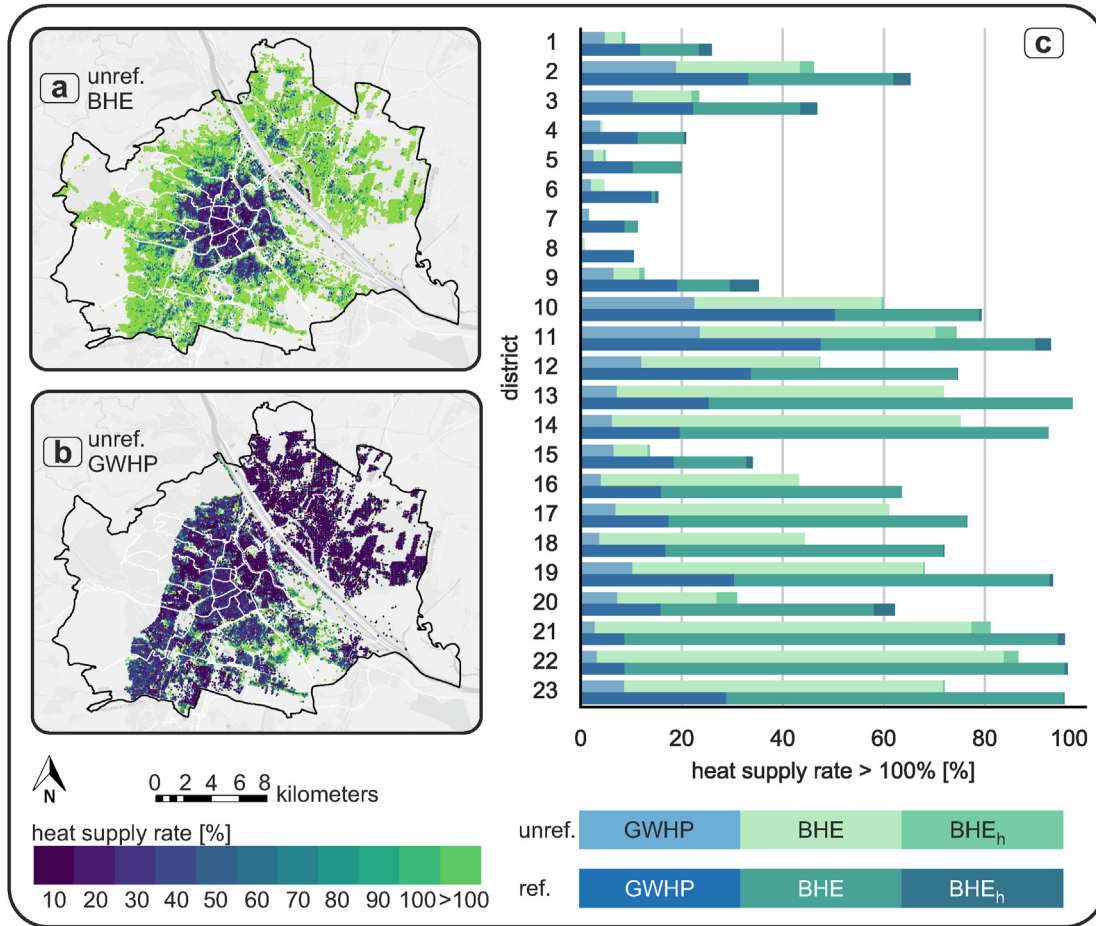 a
unref.
BHE
b
unref.
GWHP
N
0 2 4 6 8
kilometers
heat supply rate [%]
10 20 30 40 50 60 70 80 90 100 >100
c
district
1
2
3
4
5
6
7
8
9
10
11
12
13
14
15
16
17
18
19
20
21
22
23
0 20 40 60 80 100
heat supply rate > 100% [%]
unref. GWHP BHE BHEₕ
ref. GWHP BHE BHEₕ